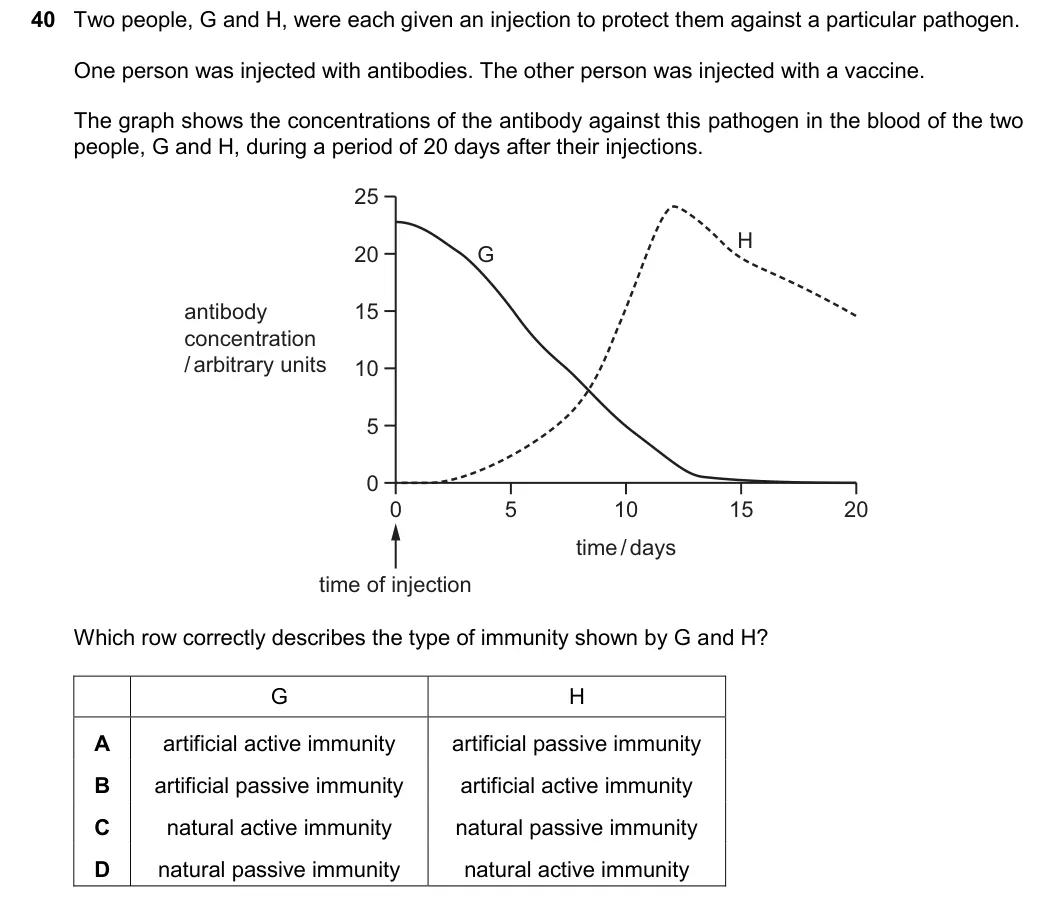 40 Two people, G and H, were each given an injection to protect them against a particular pathogen.
One person was injected with antibodies. The other person was injected with a vaccine.
The graph shows the concentrations of the antibody against this pathogen in the blood of the two
people, G and H, during a period of 20 days after their injections.
25
20
15
10
5
0
antibody
concentration
/ arbitrary units
G
H
0 5 10 15 20
time / days
time of injection
Which row correctly describes the type of immunity shown by G and H?
G H
A artificial active immunity artificial passive immunity
B artificial passive immunity artificial active immunity
C natural active immunity natural passive immunity
D natural passive immunity natural active immunity